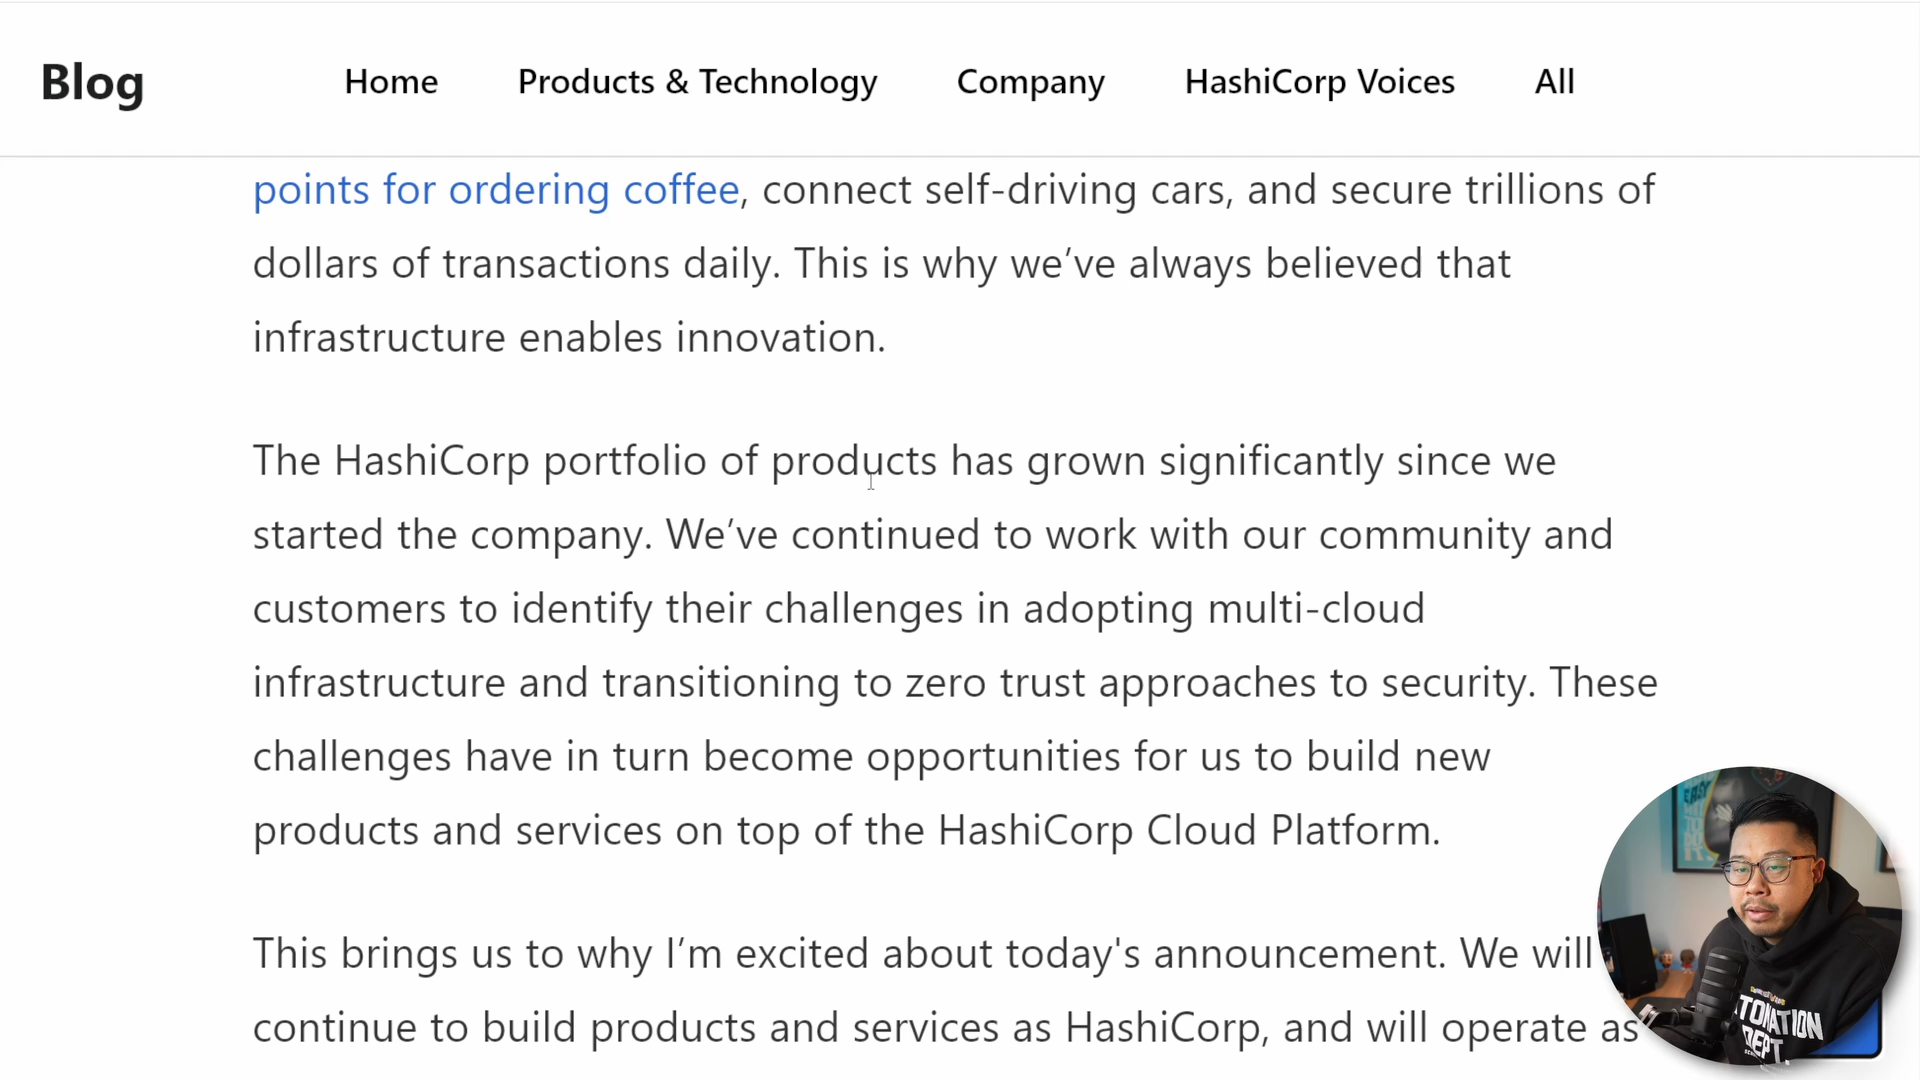 Blog
Home
Products & Technology
Company
HashiCorp Voices
All
points for ordering coffee, connect self-driving cars, and secure trillions of
dollars of transactions daily. This is why we’ve always believed that
infrastructure enables innovation.
The HashiCorp portfolio of products has grown significantly since we
started the company. We’ve continued to work with our community and
customers to identify their challenges in adopting multi-cloud
infrastructure and transitioning to zero trust approaches to security. These
challenges have in turn become opportunities for us to build new
products and services on top of the HashiCorp Cloud Platform.
This brings us to why I’m excited about today's announcement. We will
continue to build products and services as HashiCorp, and will operate as
EASY